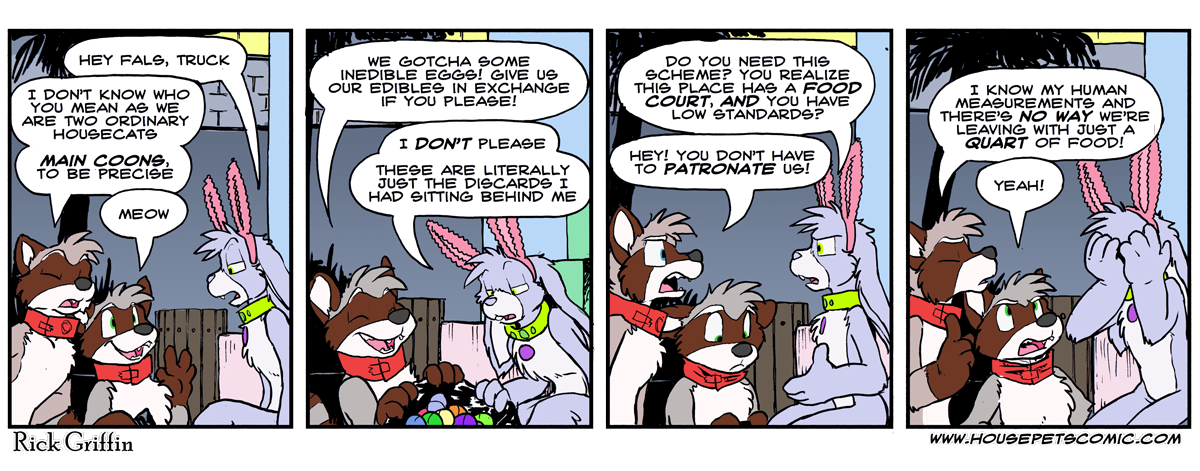 HEY FALS, TRUCK
I DON'T KNOW WHO
YOU MEAN AS WE
ARE TWO ORDINARY
HOUSECATS
MAIN COONS,
TO BE PRECISE
MEOW
WE GOTCHA SOME
INEDIBLE EGGS! GIVE US
OUR EDIBLES IN EXCHANGE
IF YOU PLEASE!
I DON'T PLEASE
THESE ARE LITERALLY
JUST THE DISCARDS I
HAD SITTING BEHIND ME
DO YOU NEED THIS
SCHEME? YOU REALIZE
THIS PLACE HAS A FOOD
COURT, AND YOU HAVE
LOW STANDARDS?
HEY! YOU DON'T HAVE
TO PATRONATE US!
I KNOW MY HUMAN
MEASUREMENTS AND
THERE'S NO WAY WE'RE
LEAVING WITH JUST A
QUART OF FOOD!
YEAH!
Rick Griffin
WWW.HOUSEPETSCOMIC.COM